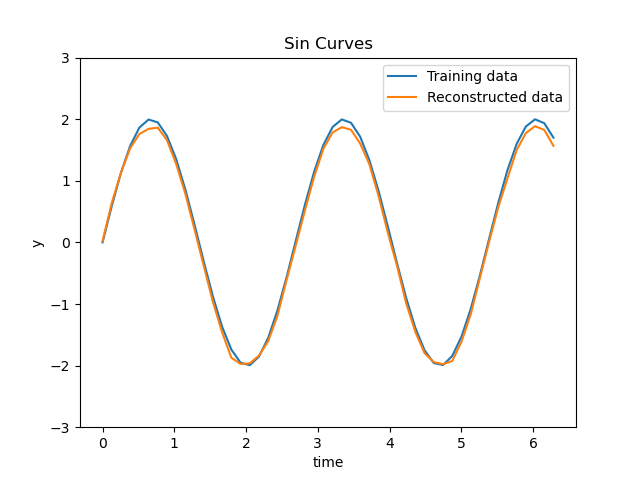 Sin Curves
Training data
Reconstructed data
3
2
1
0
−1
−2
−3
y
0 1 2 3 4 5 6
time